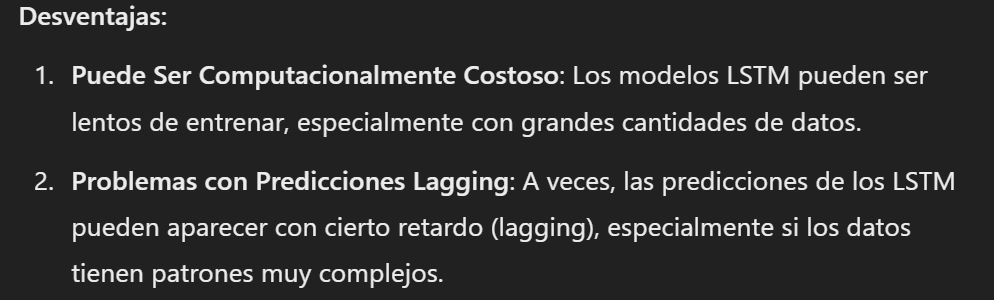 Desventajas:
1. Puede Ser Computacionalmente Costoso: Los modelos LSTM pueden ser
lentos de entrenar, especialmente con grandes cantidades de datos.
2. Problemas con Predicciones Lagging: A veces, las predicciones de los LSTM
pueden aparecer con cierto retardo (lagging), especialmente si los datos
tienen patrones muy complejos.